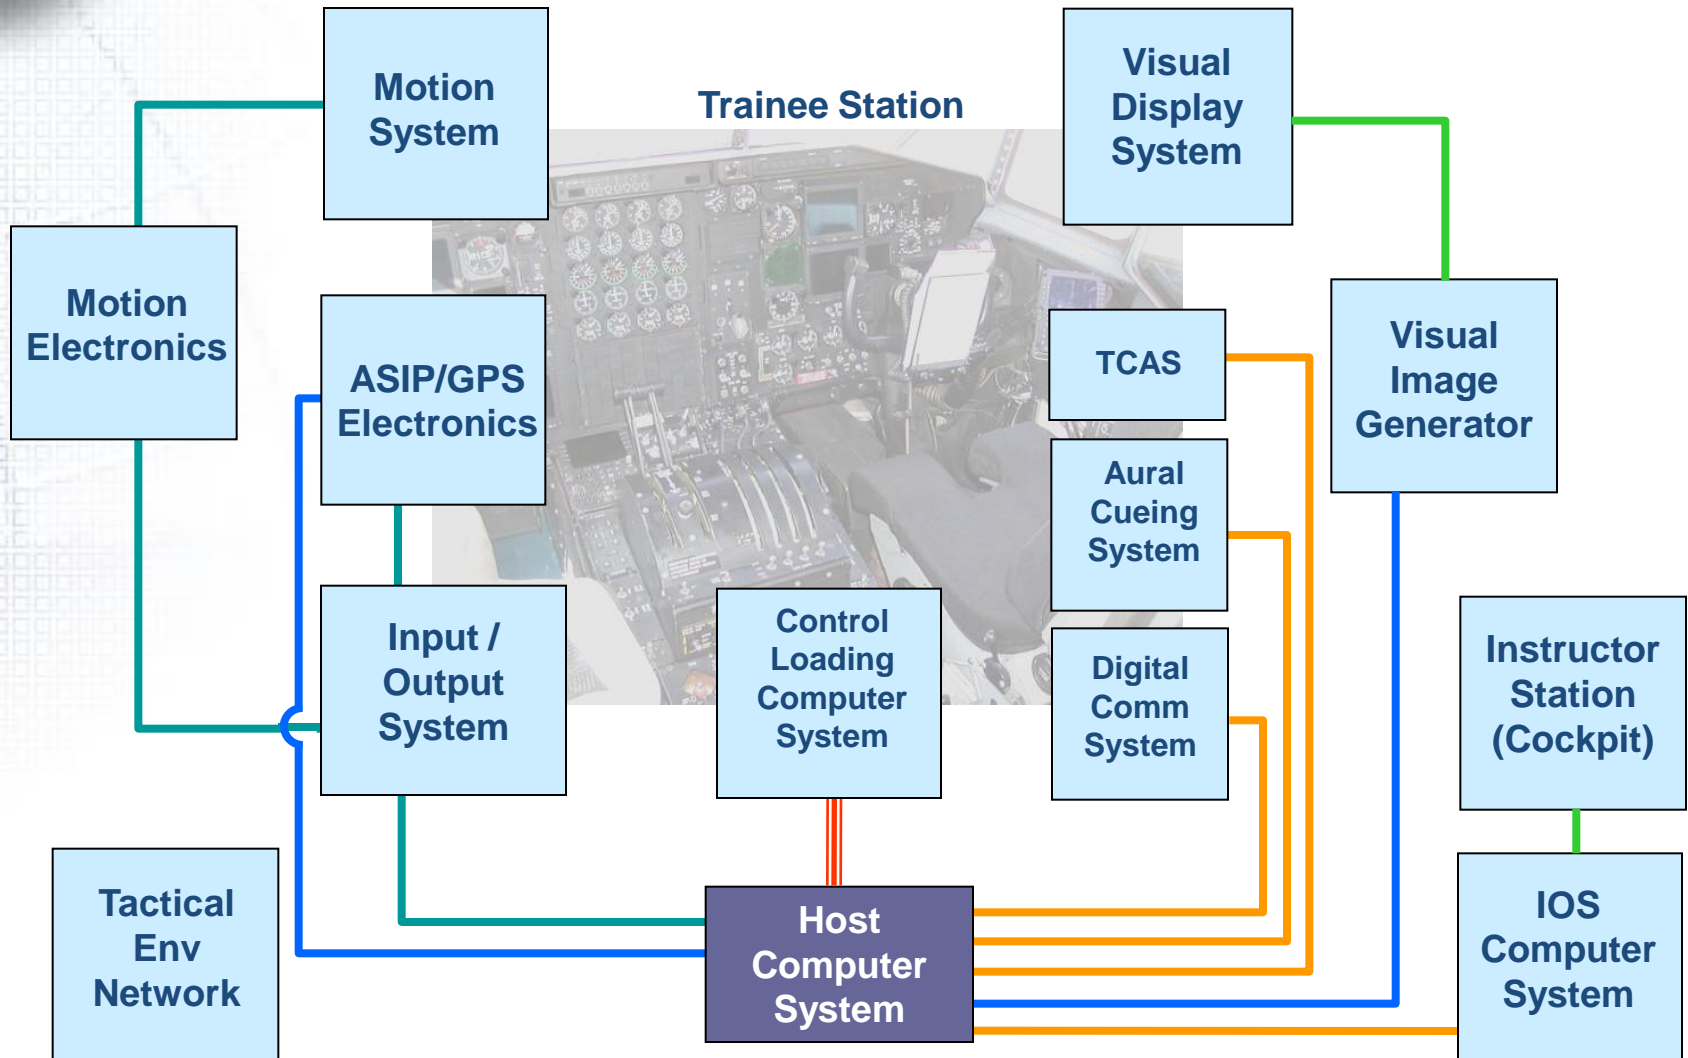 Motion
System
Trainee Station
Visual
Display
System
Motion
Electronics
ASIP/GPS
Electronics
TCAS
Visual
Image
Generator
Aural
Cueing
System
Input /
Output
System
Control
Loading
Computer
System
Digital
Comm
System
Instructor
Station
(Cockpit)
Tactical
Env
Network
Host
Computer
System
IOS
Computer
System